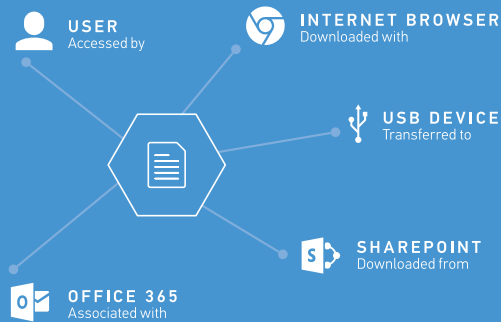 USER
Accessed by
INTERNET BROWSER
Downloaded with
USB DEVICE
Transferred to
S
SHAREPOINT
Downloaded from
O
OFFICE 365
Associated with